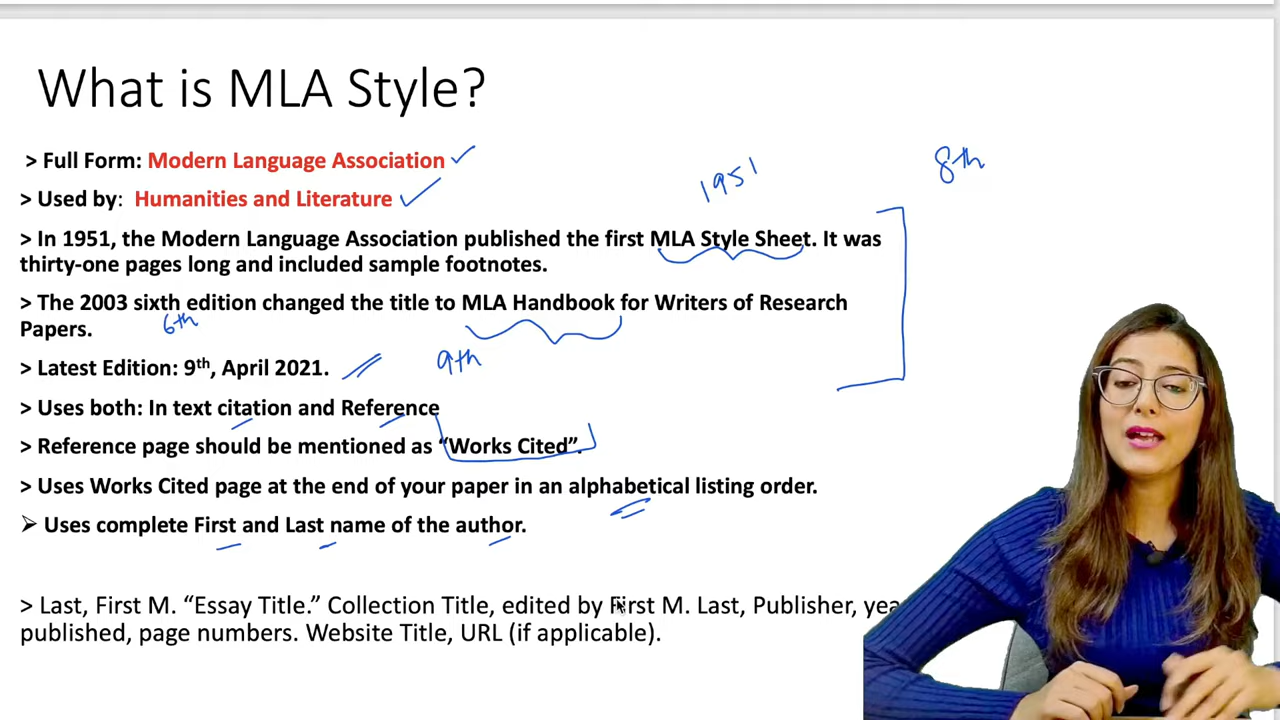 What is MLA Style?
> Full Form: Modern Language Association
8th
1951
> Used by: Humanities and Literature
> In 1951, the Modern Language Association published the first MLA Style Sheet. It was
thirty-one pages long and included sample footnotes.
> The 2003 sixth edition changed the title to MLA Handbook for Writers of Research
Papers.
6th
9th
> Latest Edition: 9th, April 2021.
> Uses both: In text citation and Reference
> Reference page should be mentioned as “Works Cited”.
> Uses Works Cited page at the end of your paper in an alphabetical listing order.
➢ Uses complete First and Last name of the author.
> Last, First M. “Essay Title.” Collection Title, edited by First M. Last, Publisher, yea
published, page numbers. Website Title, URL (if applicable).